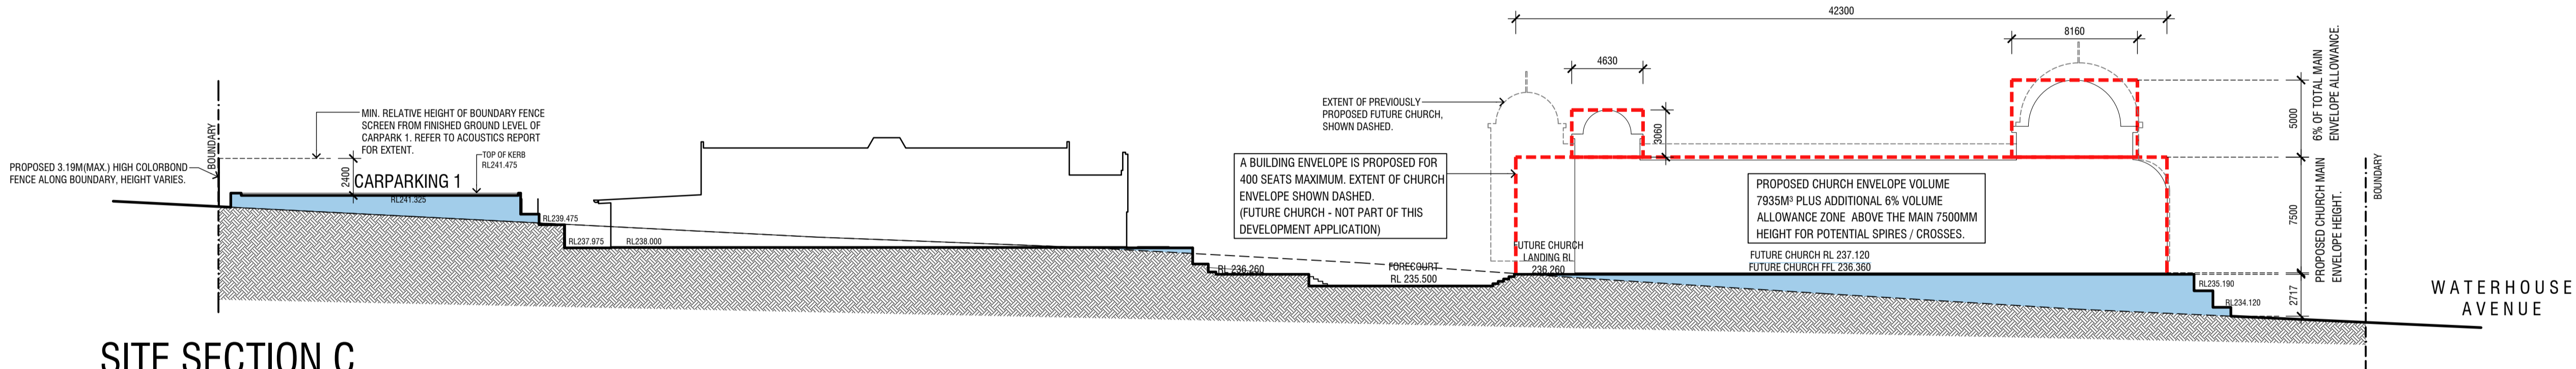 BOUNDARY
PROPOSED 3.19M(MAX.) HIGH COLORBOND
FENCE ALONG BOUNDARY, HEIGHT VARIES.
MIN. RELATIVE HEIGHT OF BOUNDARY FENCE
SCREEN FROM FINISHED GROUND LEVEL OF
CARPARK 1. REFER TO ACOUSTICS REPORT
FOR EXTENT.
2400
CARPARKING 1
TOP OF KERB
RL241.475
RL241.325
RL239.475
RL237.975
RL238.000
RL 236.260
FORECOURT
RL 235.500
EXTENT OF PREVIOUSLY
PROPOSED FUTURE CHURCH,
SHOWN DASHED.
A BUILDING ENVELOPE IS PROPOSED FOR
400 SEATS MAXIMUM. EXTENT OF CHURCH
ENVELOPE SHOWN DASHED.
(FUTURE CHURCH - NOT PART OF THIS
DEVELOPMENT APPLICATION)
FUTURE CHURCH
LANDING RL
236.260
42300
4630
3060
8160
PROPOSED CHURCH ENVELOPE VOLUME
7935M³ PLUS ADDITIONAL 6% VOLUME
ALLOWANCE ZONE ABOVE THE MAIN 7500MM
HEIGHT FOR POTENTIAL SPIRES / CROSSES.
FUTURE CHURCH RL 237.120
FUTURE CHURCH FFL 236.360
5000
6% OF TOTAL MAIN
ENVELOPE ALLOWANCE.
7500
PROPOSED CHURCH MAIN
ENVELOPE HEIGHT.
2717
RL235.190
RL234.120
BOUNDARY
WATERHOUSE
AVENUE
SITE SECTION C